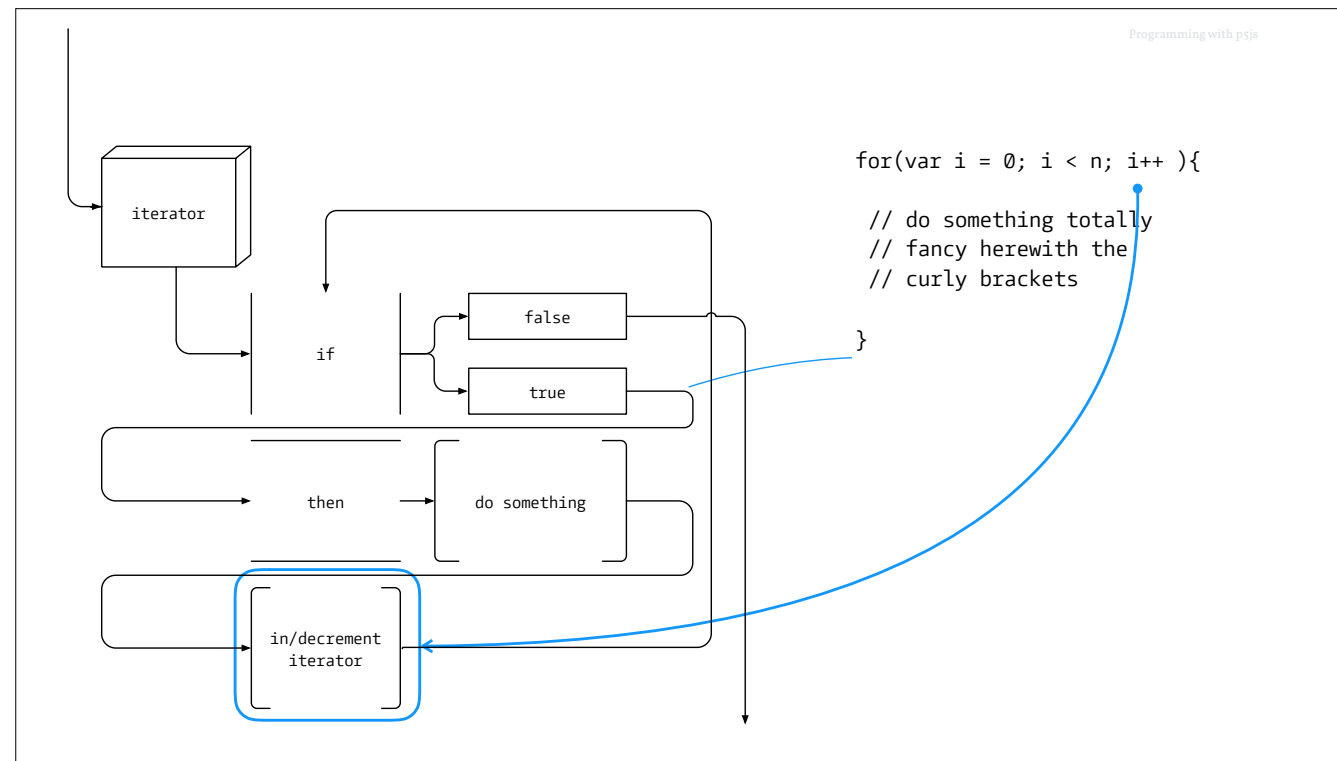 Programming with p5js
for(var i = 0; i < n; i++ ){
// do something totally
// fancy herewith the
// curly brackets
}
iterator
if
false
true
then
do something
in/decrement
iterator